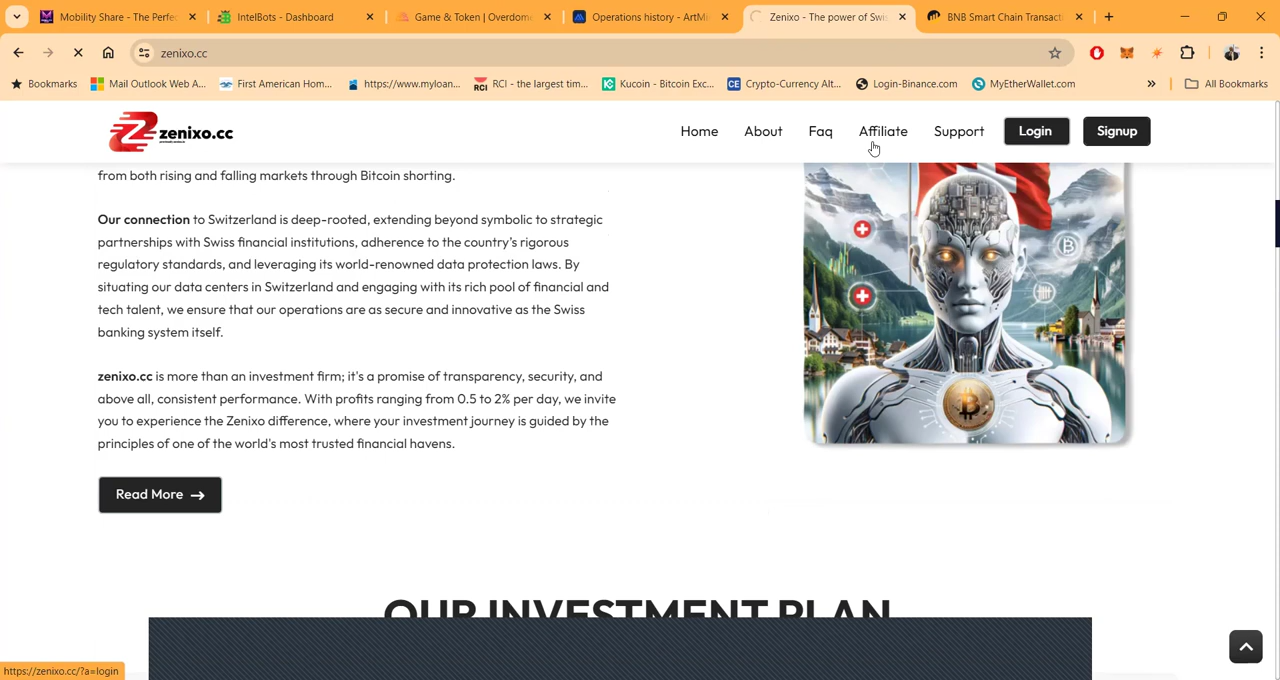 Mobility Share - The Perfec
IntelBots - Dashboard
Game & Token | Overdom
Operations history - ArtMi
Zenixo - The power of Swis
BNB Smart Chain Transacti
zenixo.cc
Bookmarks
Mail Outlook Web A...
First American Hom...
https://www.myloan...
RCI - the largest tim...
Kucoin - Bitcoin Exc...
Crypto-Currency Alt...
Login-Binance.com
MyEtherWallet.com
All Bookmarks
zenixo.cc
Home
About
Faq
Affiliate
Support
Login
Signup
from both rising and falling markets through Bitcoin shorting.
Our connection to Switzerland is deep-rooted, extending beyond symbolic to strategic
partnerships with Swiss financial institutions, adherence to the country's rigorous
regulatory standards, and leveraging its world-renowned data protection laws. By
situating our data centers in Switzerland and engaging with its rich pool of financial and
tech talent, we ensure that our operations are as secure and innovative as the Swiss
banking system itself.
zenixo.cc is more than an investment firm; it's a promise of transparency, security, and
above all, consistent performance. With profits ranging from 0.5 to 2% per day, we invite
you to experience the Zenixo difference, where your investment journey is guided by the
principles of one of the world's most trusted financial havens.
Read More →
OUR INVESTMENT PLAN
https://zenixo.cc/?a=login